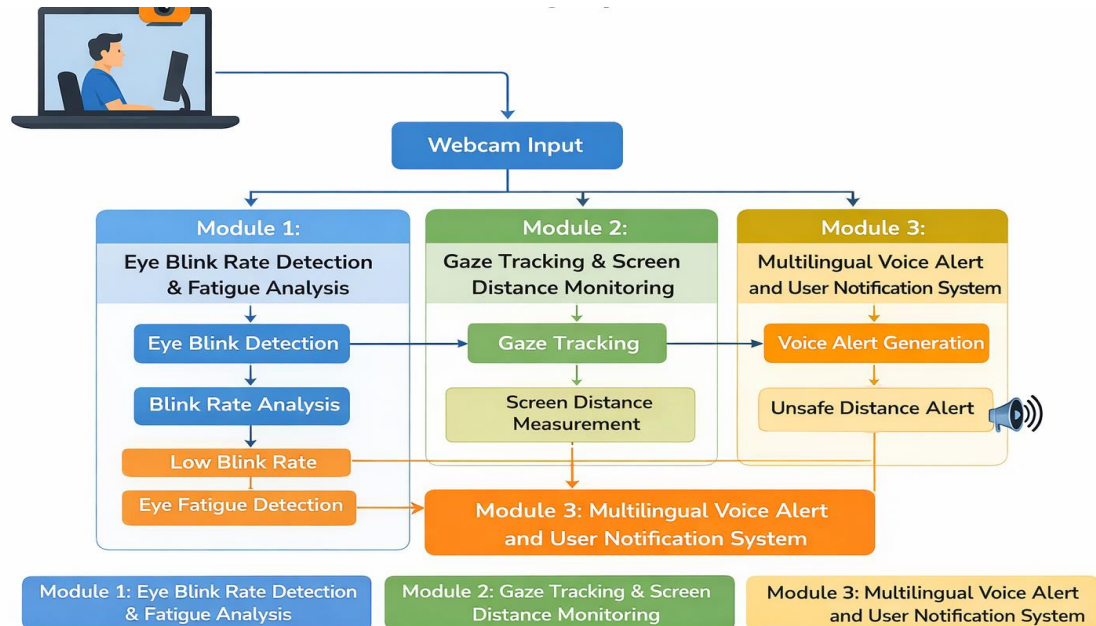 Webcam Input
Module 1:
Eye Blink Rate Detection
& Fatigue Analysis
Eye Blink Detection
Blink Rate Analysis
Low Blink Rate
Eye Fatigue Detection
Module 2:
Gaze Tracking & Screen
Distance Monitoring
Gaze Tracking
Screen Distance
Measurement
Module 3:
Multilingual Voice Alert
and User Notification System
Voice Alert Generation
Unsafe Distance Alert
Module 3: Multilingual Voice Alert
and User Notification System
Module 1: Eye Blink Rate Detection
& Fatigue Analysis
Module 2: Gaze Tracking & Screen
Distance Monitoring
Module 3: Multilingual Voice Alert
and User Notification System